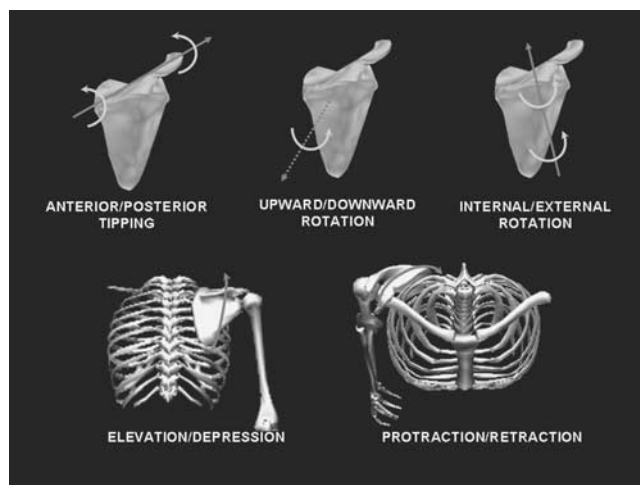 ANTERIOR/POSTERIOR
TIPPING
UPWARD/DOWNWARD
ROTATION
INTERNAL/EXTERNAL
ROTATION
ELEVATION/DEPRESSION
PROTRACTION/RETRACTION